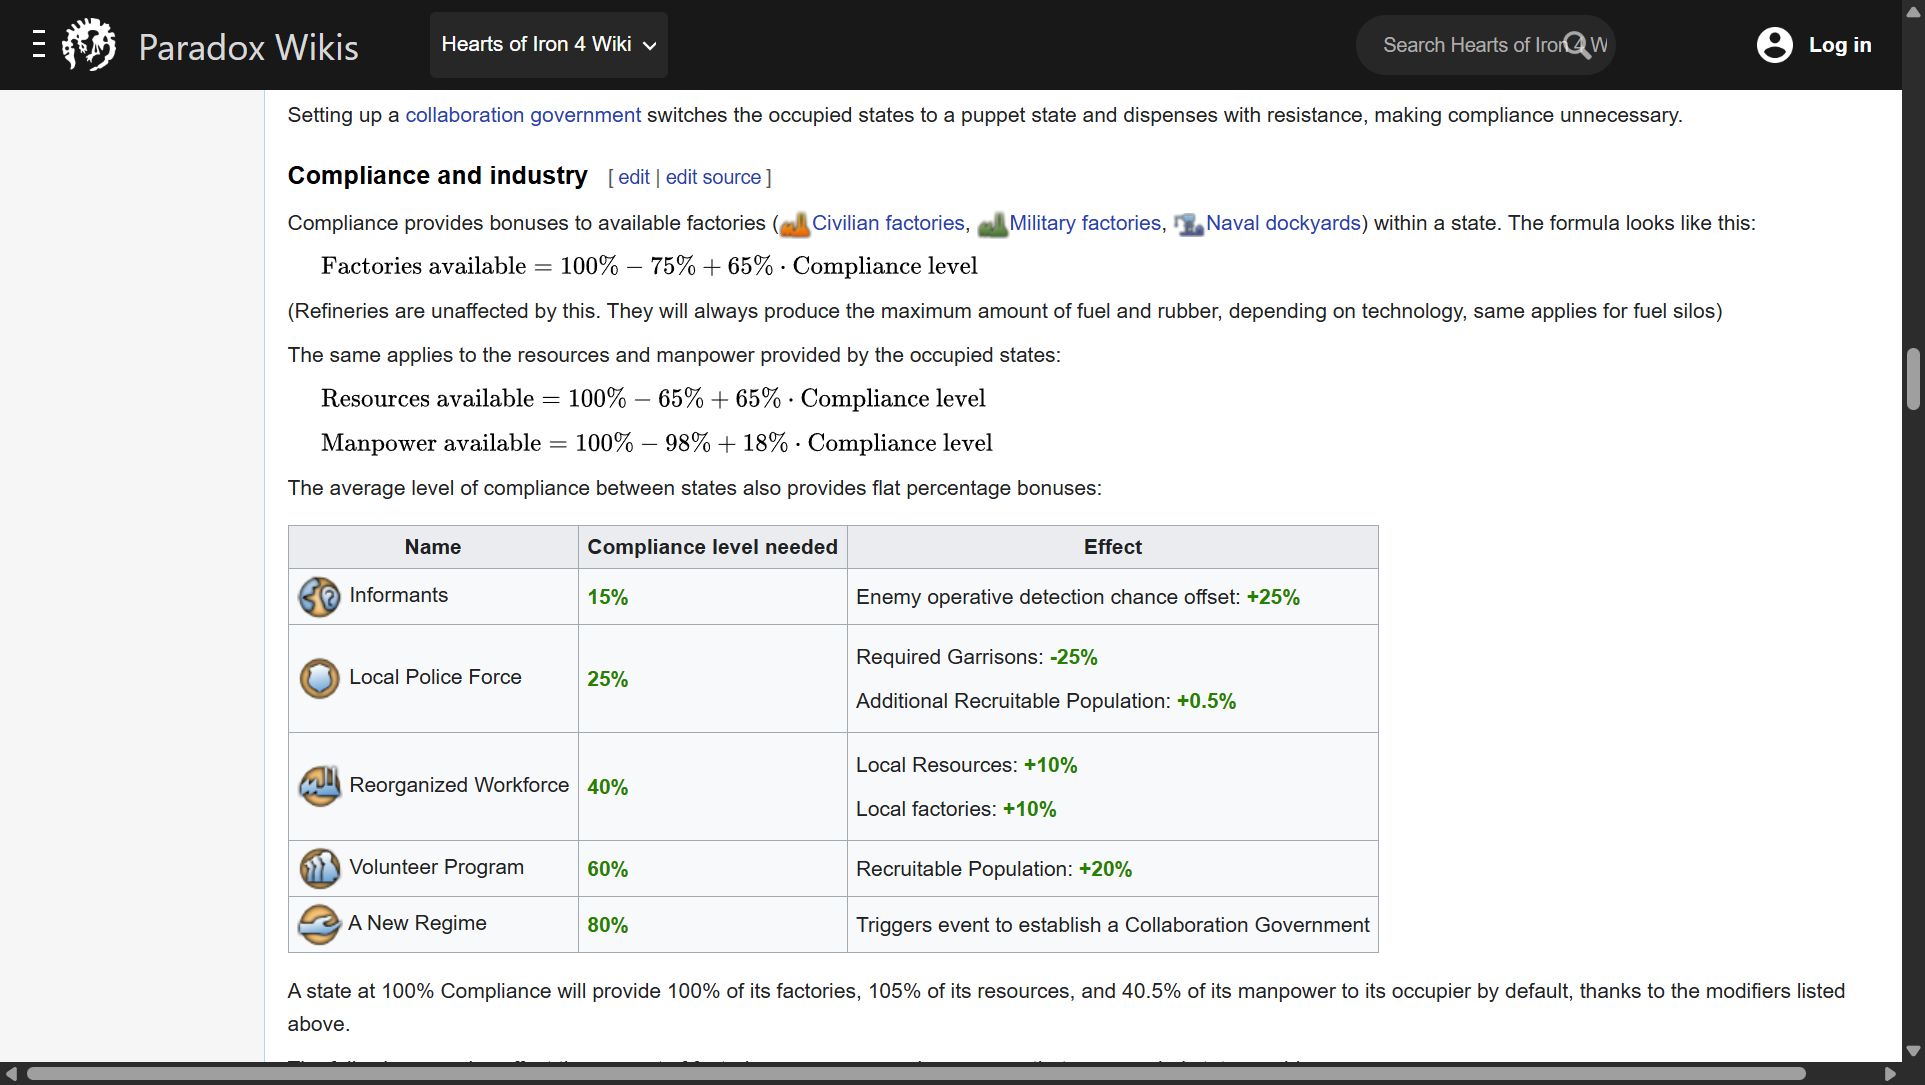 Paradox Wikis
Hearts of Iron 4 Wiki
Search Hearts of Iron 4 W
Log in
Setting up a collaboration government switches the occupied states to a puppet state and dispenses with resistance, making compliance unnecessary.
Compliance and industry [ edit | edit source ]
Compliance provides bonuses to available factories (Civilian factories, Military factories, Naval dockyards) within a state. The formula looks like this:
Factories available = 100% − 75% + 65% · Compliance level
(Refineries are unaffected by this. They will always produce the maximum amount of fuel and rubber, depending on technology, same applies for fuel silos)
The same applies to the resources and manpower provided by the occupied states:
Resources available = 100% − 65% + 65% · Compliance level
Manpower available = 100% − 98% + 18% · Compliance level
The average level of compliance between states also provides flat percentage bonuses:
Name Compliance level needed Effect
Informants 15% Enemy operative detection chance offset: +25%
Local Police Force 25% Required Garrisons: -25%
Additional Recruitable Population: +0.5%
Reorganized Workforce 40% Local Resources: +10%
Local factories: +10%
Volunteer Program 60% Recruitable Population: +20%
A New Regime 80% Triggers event to establish a Collaboration Government
A state at 100% Compliance will provide 100% of its factories, 105% of its resources, and 40.5% of its manpower to its occupier by default, thanks to the modifiers listed
above.